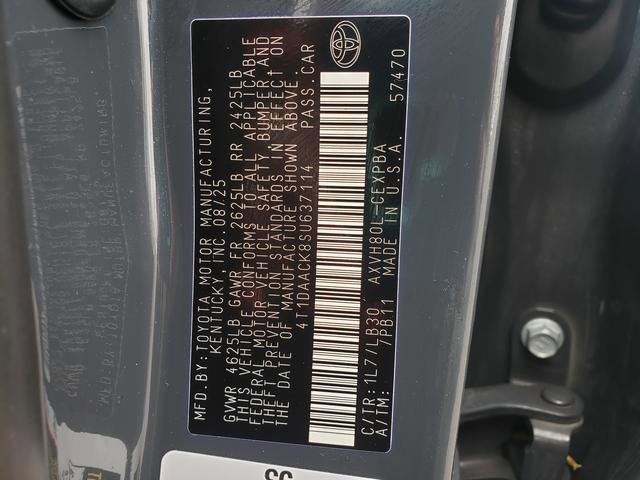 MFD. BY: TOYOTA MOTOR MANUFACTURING,
KENTUCKY, INC. 08/25
GVWR 4625LB GAWR FR 2625LB RR 2425LB
THIS VEHICLE CONFORMS TO ALL APPLICABLE
FEDERAL MOTOR VEHICLE SAFETY, BUMPER AND
THEFT PREVENTION STANDARDS IN EFFECT ON
THE DATE OF MANUFACTURE SHOWN ABOVE.
4T1DAACK8SU637114 PASS.CAR
C/TR:1L7/LB30 AXVH80L-CEXPBA
A/TM: /PB11 MADE IN U.S.A. 57470